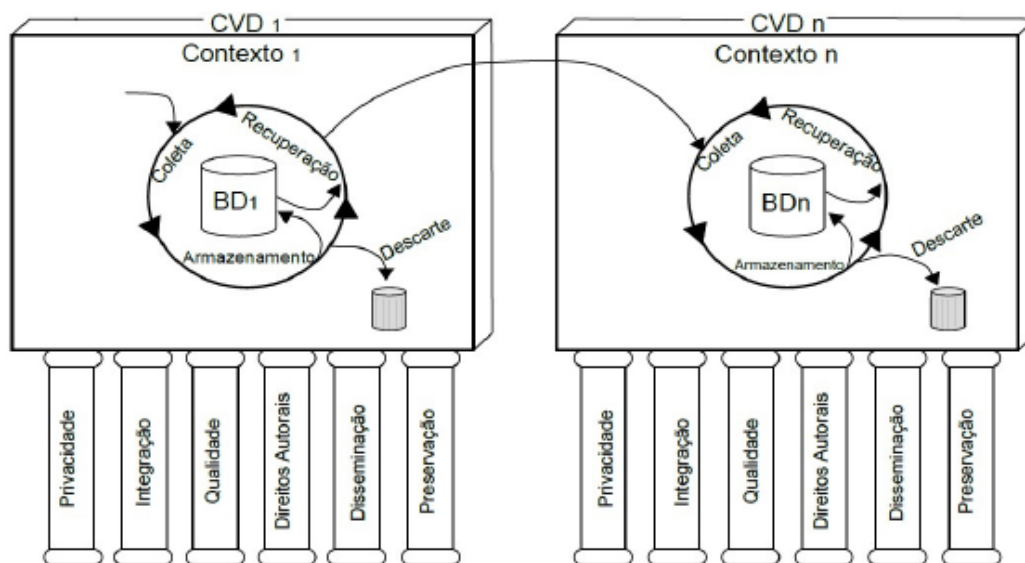 CVD 1
Contexto 1
Coleta
Recuperação
BD1
Armazenamento
Descarte
Privacidade
Integração
Qualidade
Direitos Autorais
Disseminação
Preservação
CVD n
Contexto n
Coleta
Recuperação
BDn
Armazenamento
Descarte
Privacidade
Integração
Qualidade
Direitos Autorais
Disseminação
Preservação